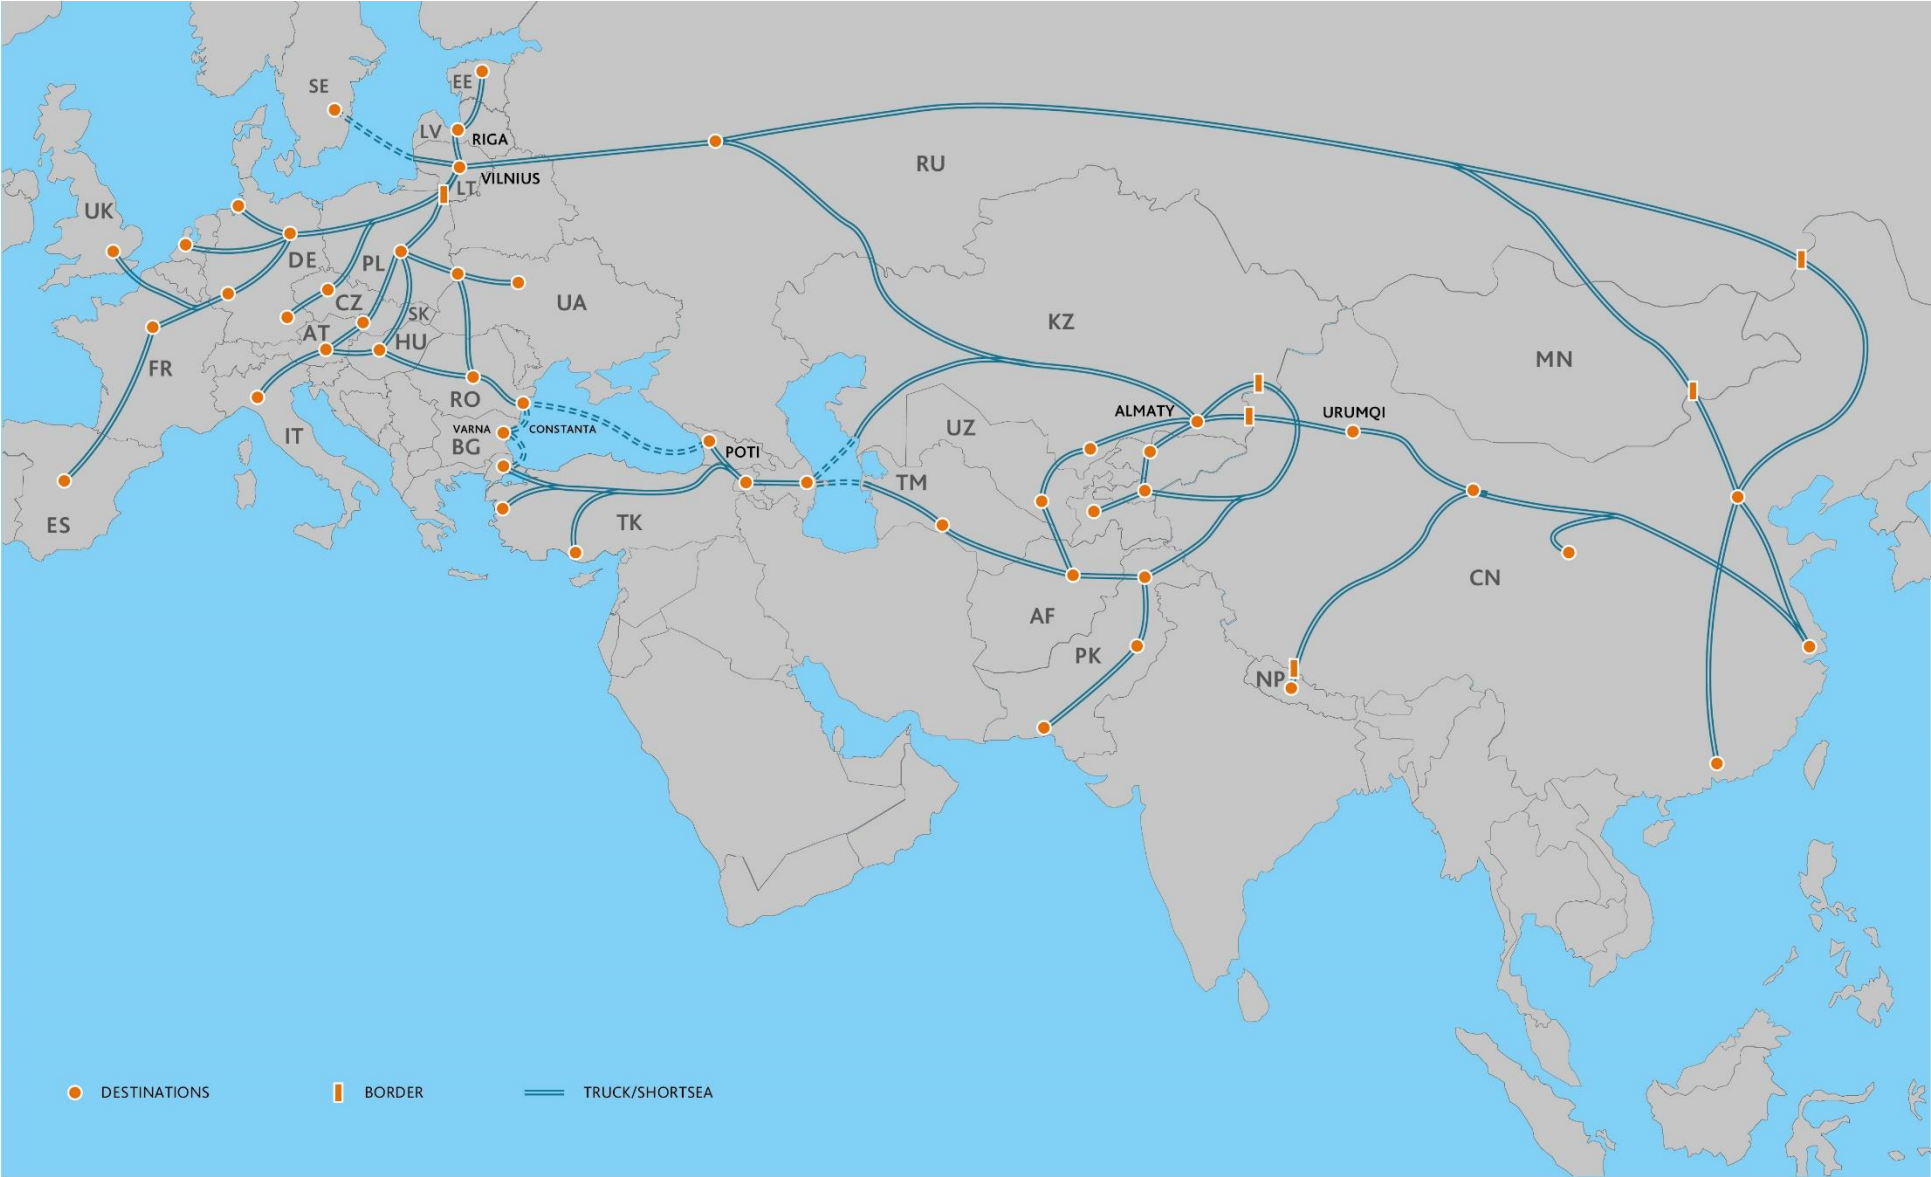 SE
EE
LV
RIGA
RU
VILNIUS
LT
UK
DE
PL
CZ
UA
SK
KZ
AT
HU
MN
FR
RO
ALMATY
URUMQI
VARNA
CONSTANTA
UZ
IT
BG
POTI
TM
ES
TK
CN
AF
PK
NP
DESTINATIONS
BORDER
TRUCK/SHORTSEA